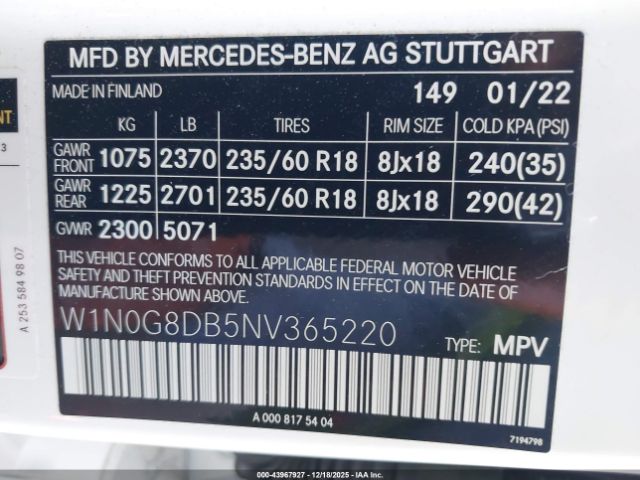 MFD BY MERCEDES-BENZ AG STUTTGART
MADE IN FINLAND 149 01/22
KG LB TIRES RIM SIZE COLD KPA(PSI)
GAWR FRONT 1075 2370 235/60 R18 8Jx18 240(35)
GAWR REAR 1225 2701 235/60 R18 8Jx18 290(42)
GVWR 2300 5071
THIS VEHICLE CONFORMS TO ALL APPLICABLE FEDERAL MOTOR VEHICLE
SAFETY AND THEFT PREVENTION STANDARDS IN EFFECT ON THE DATE
OF MANUFACTURE SHOWN ABOVE.
W1N0G8DB5NV365220
TYPE: MPV
A 000 817 54 04
7194798
A 253 584 98 07
000-43967927 | 12/18/2025 - IAA Inc.